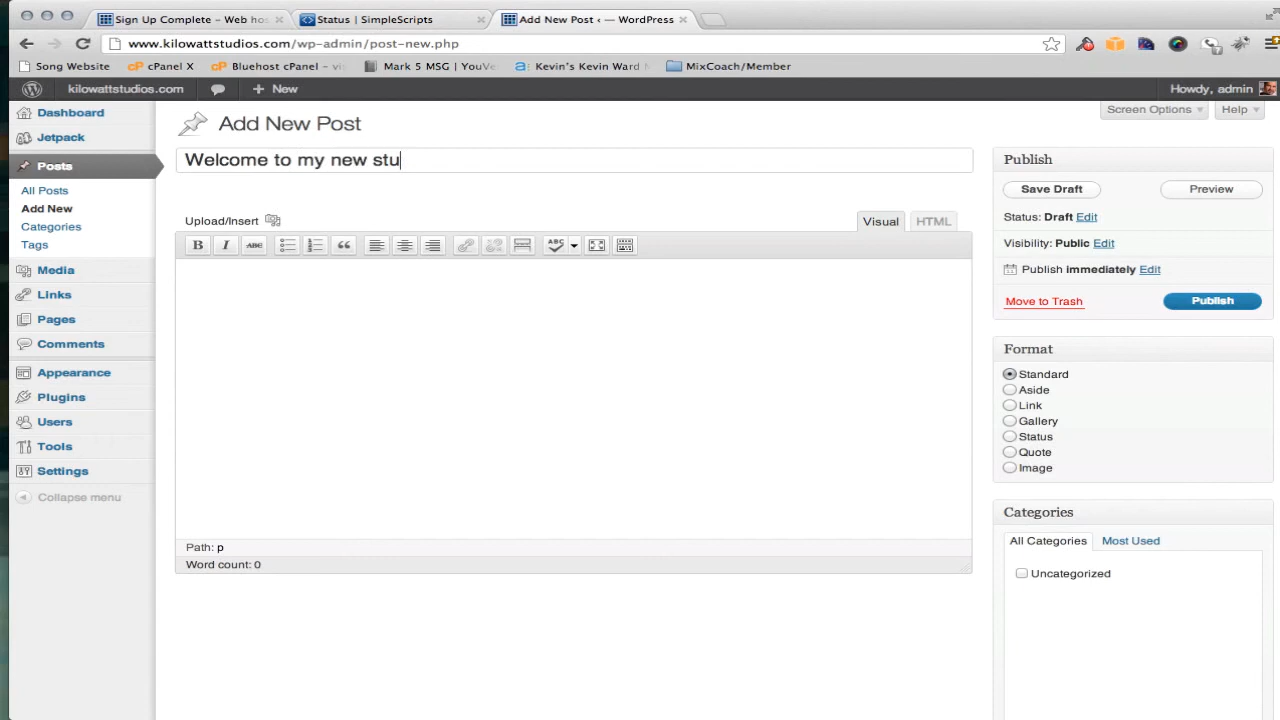 Sign Up Complete – Web hos
Status | SimpleScripts
Add New Post ‹ — WordPress
www.kilowattstudios.com/wp-admin/post-new.php
Song Website
cPanel X
Bluehost cPanel – vi
Mark 5 MSG | YouVe
Kevin's Kevin Ward M
MixCoach/Member
kilowattstudios.com
+ New
Howdy, admin
Dashboard
Jetpack
Posts
All Posts
Add New
Categories
Tags
Media
Links
Pages
Comments
Appearance
Plugins
Users
Tools
Settings
Collapse menu
Screen Options
Help
Add New Post
Welcome to my new stu
Upload/Insert
Visual
HTML
B I ABC
ABC
Path: p
Word count: 0
Publish
Save Draft
Preview
Status: Draft Edit
Visibility: Public Edit
Publish immediately Edit
Move to Trash
Publish
Format
Standard
Aside
Link
Gallery
Status
Quote
Image
Categories
All Categories
Most Used
Uncategorized